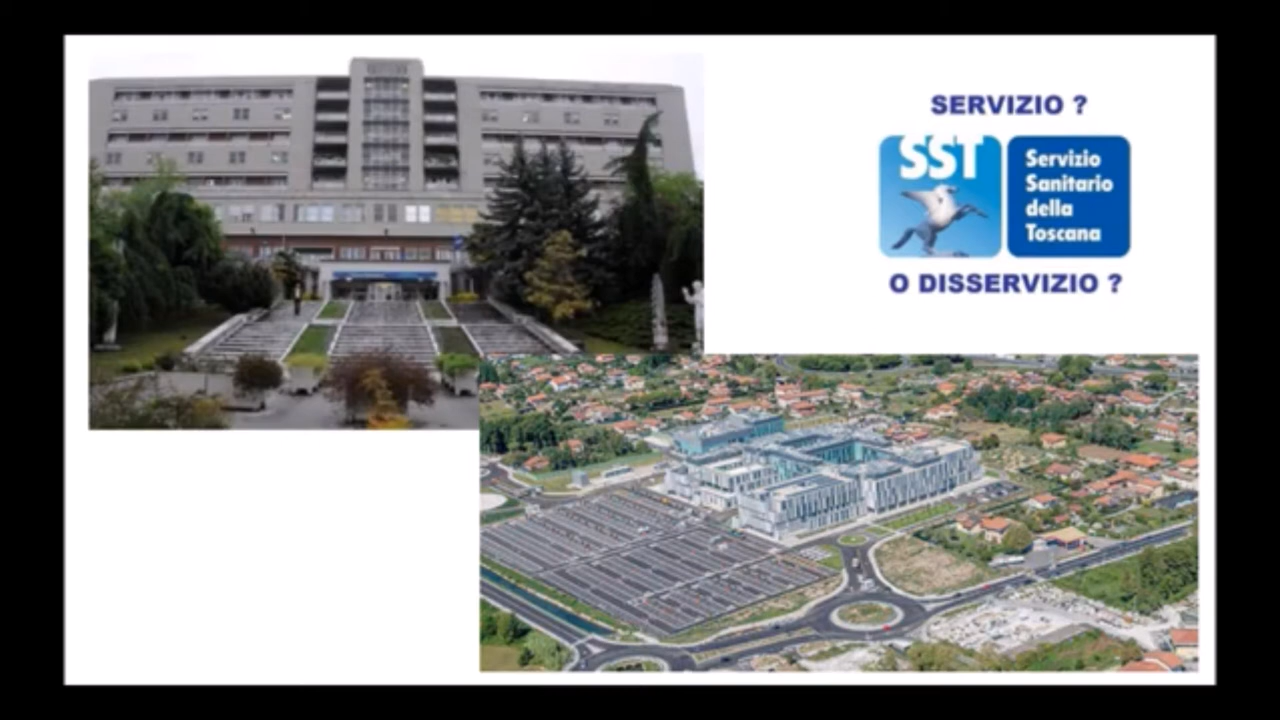 SERVIZIO ?
SST
Servizio
Sanitario
della
Toscana
O DISSERVIZIO ?